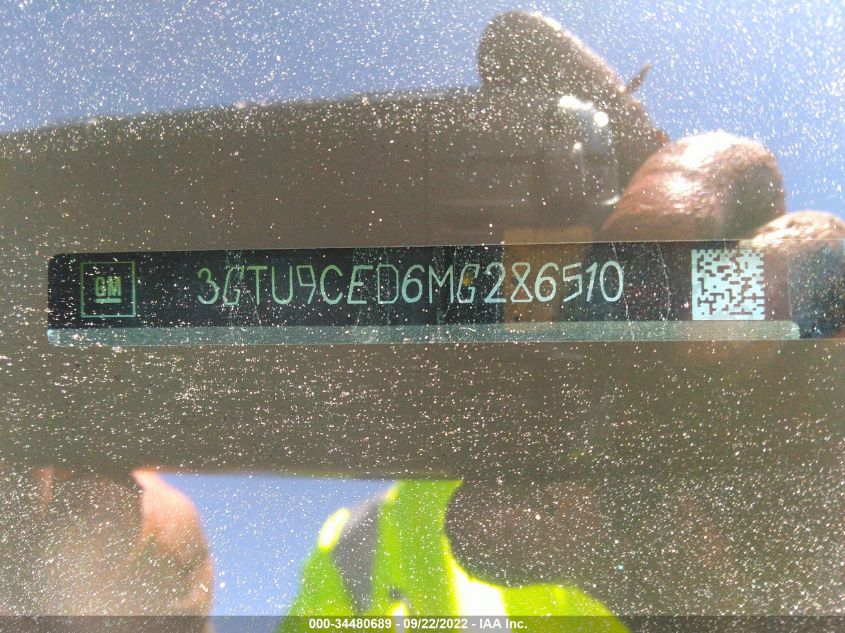 GM 3GTU9CED6MG286510
000-34480689 - 09/22/2022 - IAA Inc.